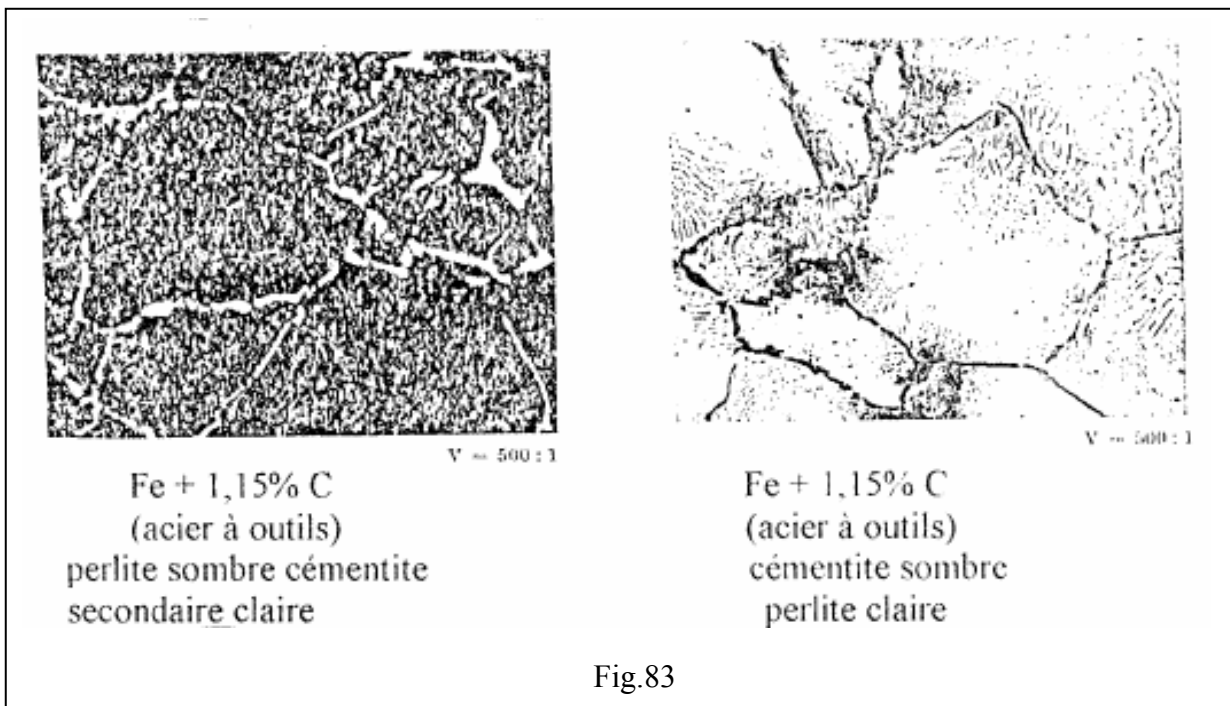 V = 500 : 1
Fe + 1,15% C
(acier à outils)
perlite sombre cémentite
secondaire claire
V = 500 : 1
Fe + 1,15% C
(acier à outils)
cémentite sombre
perlite claire
Fig.83